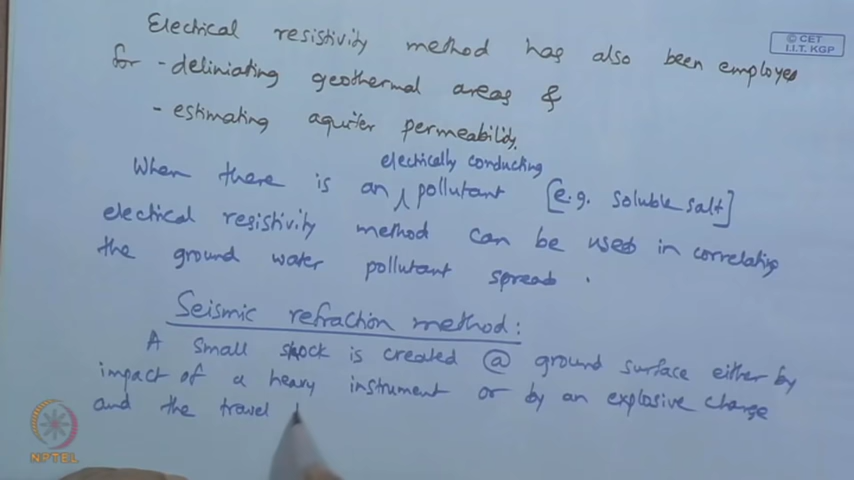 © CET
I.I.T. KGP
Electrical resistivity method has also been employed
for - deliniating geothermal areas &
- estimating aquifer permeability.
electrically conducting
When there is an pollutant [e.g. soluble salt]
electrical resistivity method can be used in correlating
the ground water pollutant spread.
Seismic refraction method:
A small shock is created @ ground surface either by
impact of a heavy instrument or by an explosive charge
and the travel
NPTEL